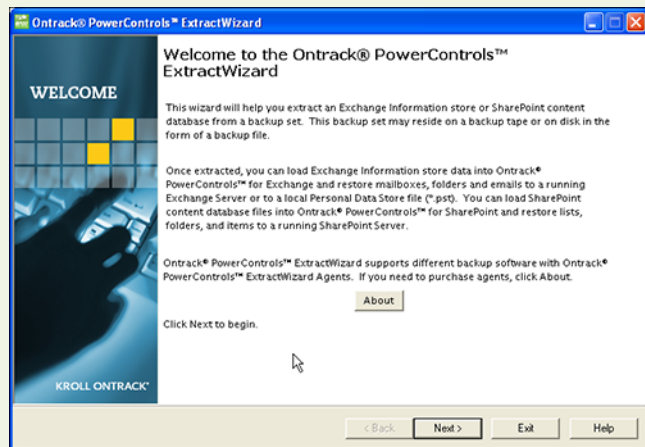 Ontrack® PowerControls™ ExtractWizard
WELCOME
KROLL ONTRACK®
Welcome to the Ontrack® PowerControls™
ExtractWizard
This wizard will help you extract an Exchange Information store or SharePoint content
database from a backup set. This backup set may reside on a backup tape or on disk in the
form of a backup file.
Once extracted, you can load Exchange Information store data into Ontrack®
PowerControls™ for Exchange and restore mailboxes, folders and emails to a running
Exchange Server or to a local Personal Data Store file (*.pst). You can load SharePoint
content database files into Ontrack® PowerControls™ for SharePoint and restore lists,
folders, and items to a running SharePoint Server.
Ontrack® PowerControls™ ExtractWizard supports different backup software with Ontrack®
PowerControls™ ExtractWizard Agents. If you need to purchase agents, click About.
About
Click Next to begin.
< Back
Next >
Exit
Help